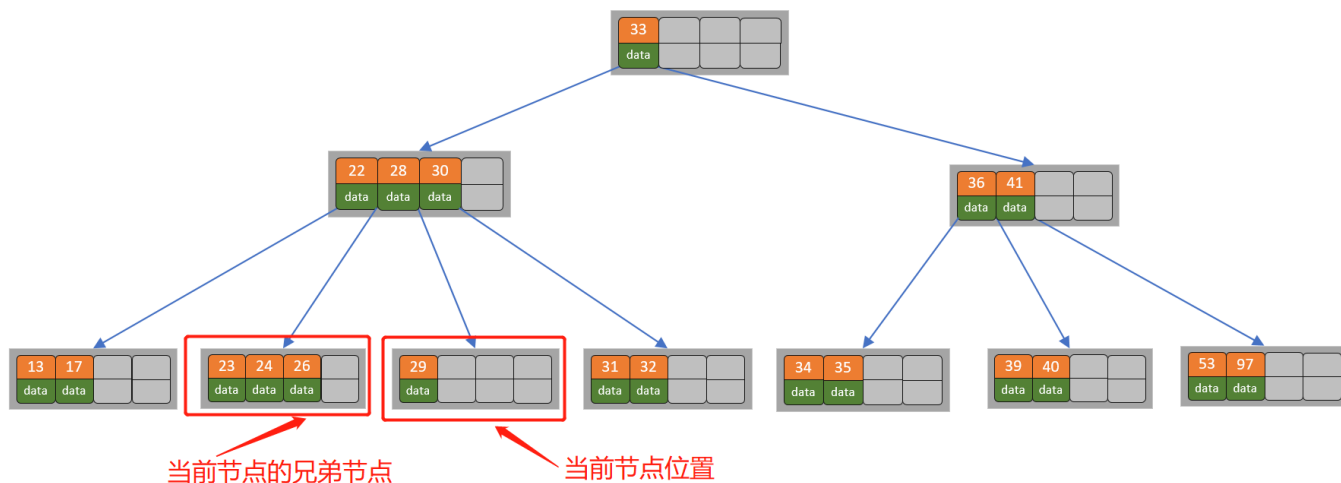 33
data
22 28 30
data data data
36 41
data data
13 17
data data
23 24 26
data data data
29
data
31 32
data data
34 35
data data
39 40
data data
53 97
data data
当前节点的兄弟节点
当前节点位置